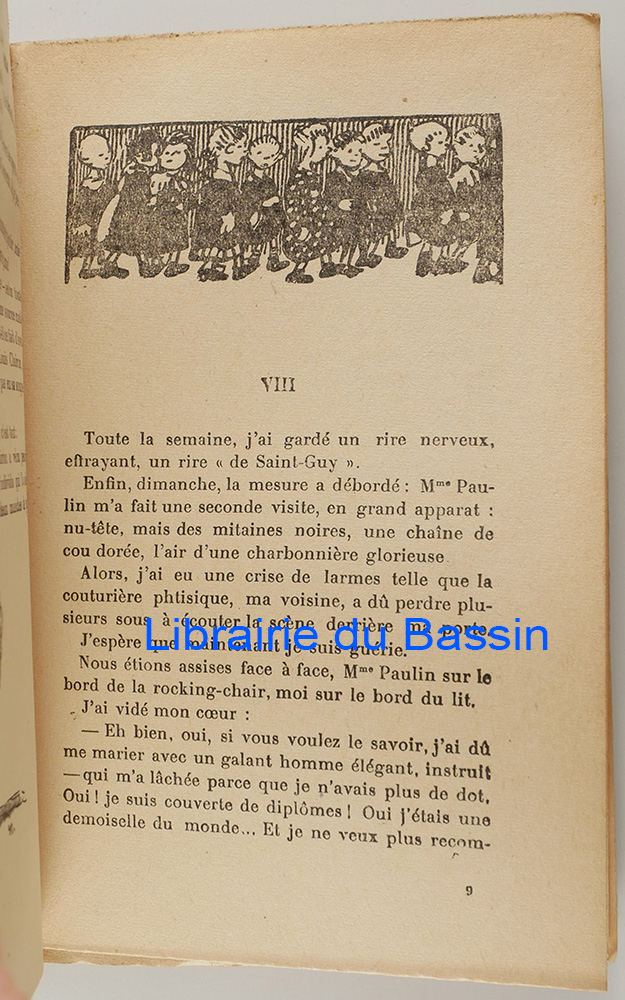 VIII
Toute la semaine, j'ai gardé un rire nerveux,
effrayant, un rire « de Saint-Guy ».
Enfin, dimanche, la mesure a débordé : Mme Pau-
lin m'a fait une seconde visite, en grand apparat :
nu-tête, mais des mitaines noires, une chaîne de
cou dorée, l'air d'une charbonnière glorieuse
Alors, j'ai eu une crise de larmes telle que la
couturière phtisique, ma voisine, a dû perdre plu-
sieurs sous à écouter la scène derrière ma porte.
Librairie du Bassin
J'espère que maintenant je suis guérie.
Nous étions assises face à face, Mme Paulin sur le
bord de la rocking-chair, moi sur le bord du lit.
J'ai vidé mon cœur :
— Eh bien, oui, si vous voulez le savoir, j'ai dû
me marier avec un galant homme élégant, instruit
— qui m'a lâchée parce que je n'avais plus de dot.
Oui ! je suis couverte de diplômes ! Oui j'étais une
demoiselle du monde... Et je ne veux plus recom-
9